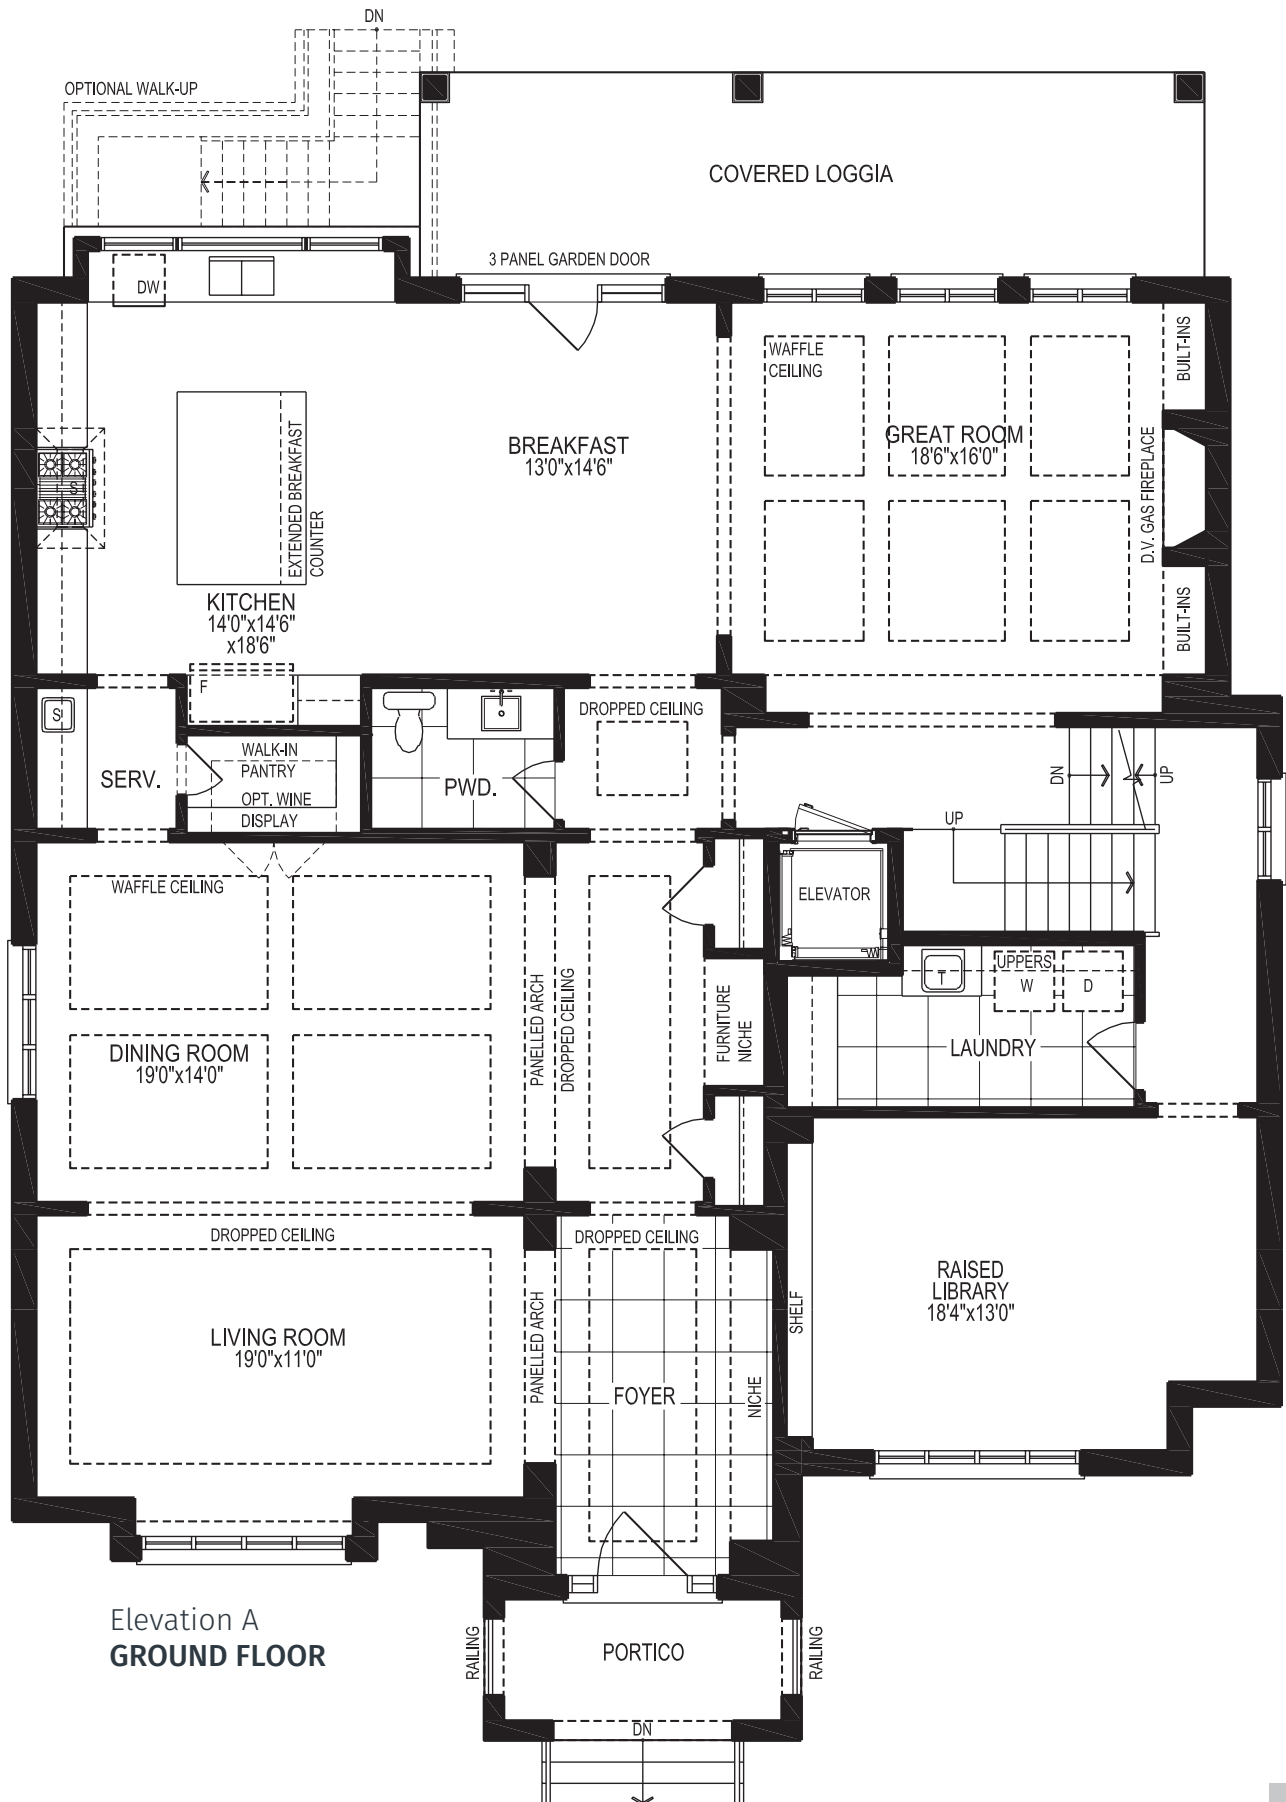 DN
OPTIONAL WALK-UP
COVERED LOGGIA
3 PANEL GARDEN DOOR
DW
WAFFLE
CEILING
BUILT-INS
BREAKFAST
13'0"x14'6"
GREAT ROOM
18'6"x16'0"
D.V. GAS FIREPLACE
EXTENDED BREAKFAST
COUNTER
S
KITCHEN
14'0"x14'6"
x18'6"
BUILT-INS
F
S
DROPPED CEILING
SERV.
WALK-IN
PANTRY
OPT. WINE
DISPLAY
PWD.
DN
UP
UP
WAFFLE CEILING
ELEVATOR
PANELLED ARCH
DROPPED CEILING
FURNITURE
NICHE
UPPERS
T
W
D
LAUNDRY
DINING ROOM
19'0"x14'0"
DROPPED CEILING
DROPPED CEILING
RAISED
LIBRARY
18'4"x13'0"
SHELF
LIVING ROOM
19'0"x11'0"
PANELLED ARCH
FOYER
NICHE
Elevation A
GROUND FLOOR
RAILING
PORTICO
RAILING
DN